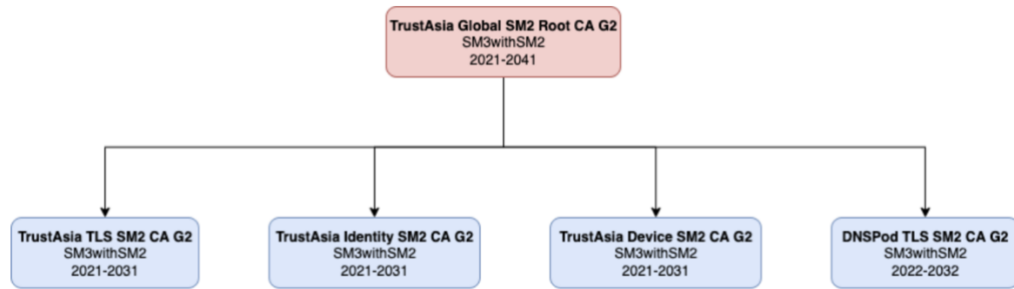 TrustAsia Global SM2 Root CA G2
SM3withSM2
2021-2041
TrustAsia TLS SM2 CA G2
SM3withSM2
2021-2031
TrustAsia Identity SM2 CA G2
SM3withSM2
2021-2031
TrustAsia Device SM2 CA G2
SM3withSM2
2021-2031
DNSPod TLS SM2 CA G2
SM3withSM2
2022-2032